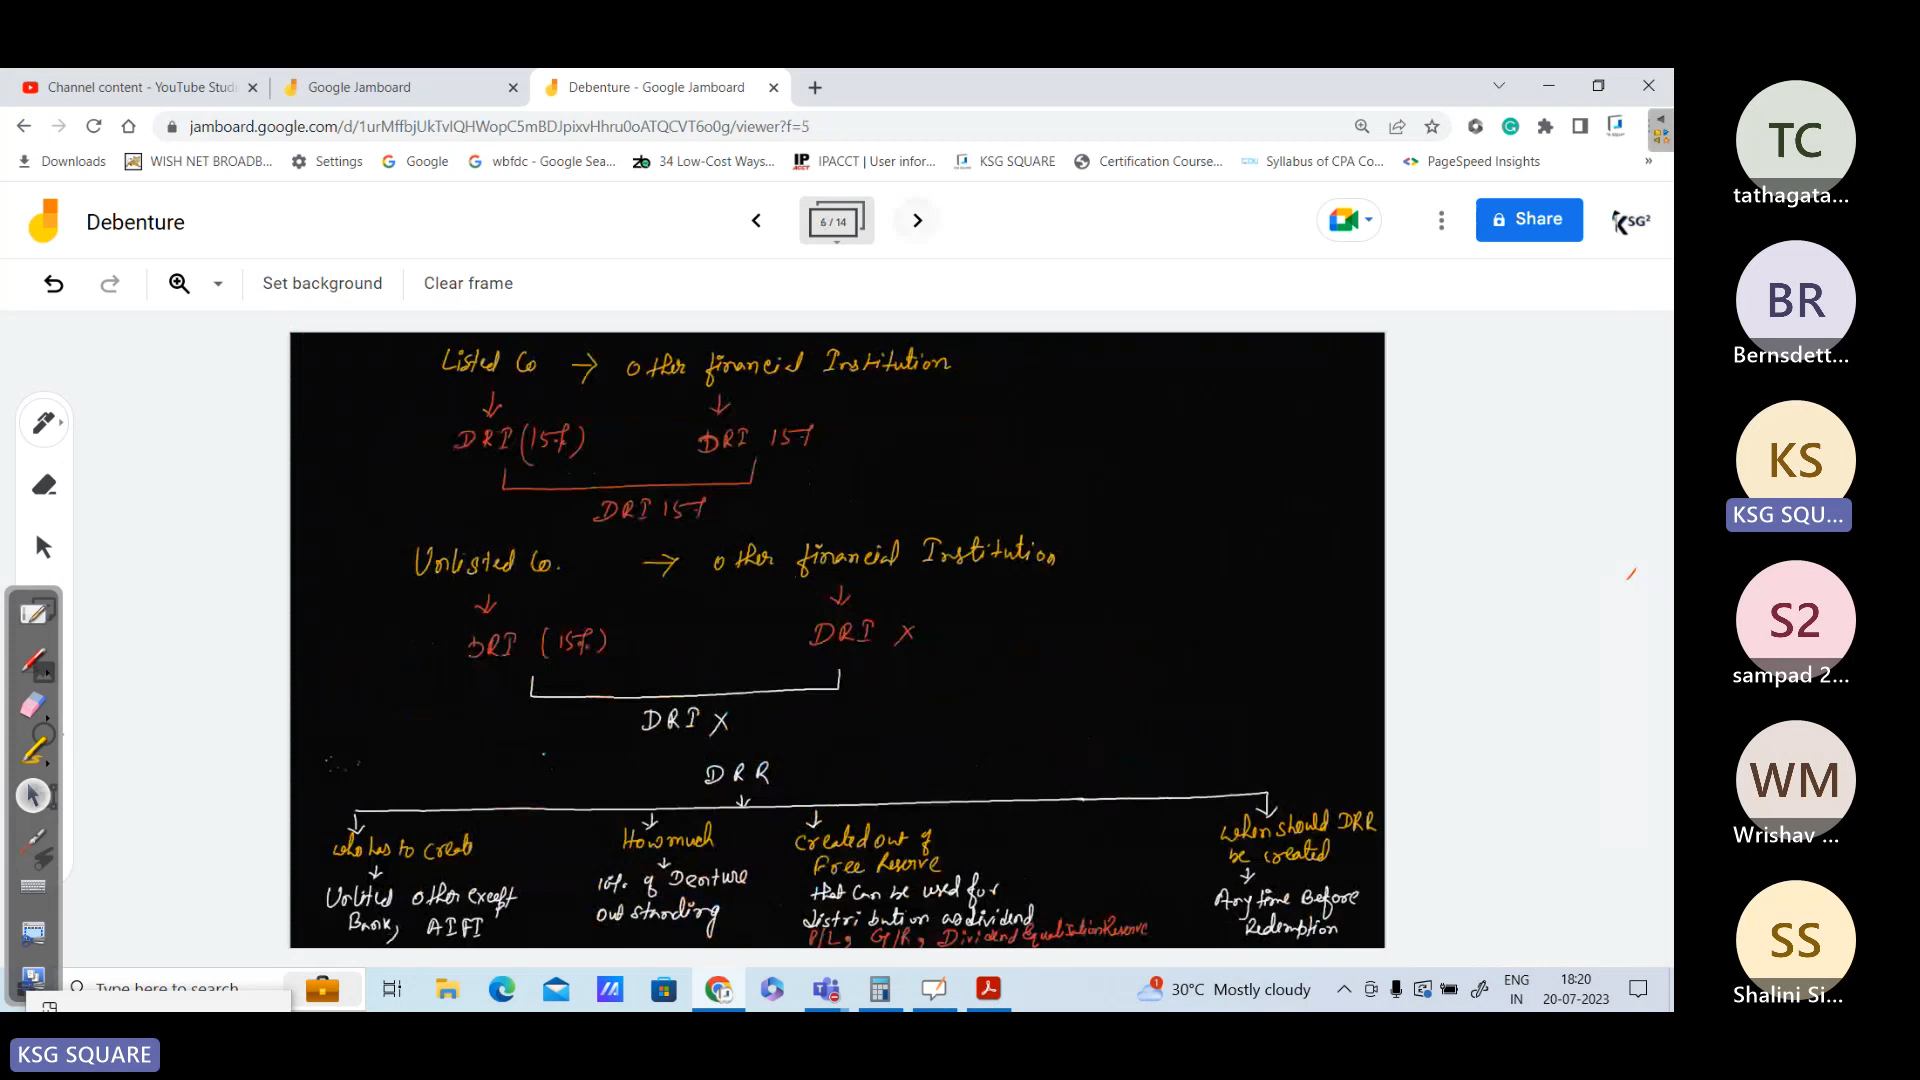 Channel content - YouTube Studi
Google Jamboard
Debenture - Google Jamboard
jamboard.google.com/d/1urMffbjUkTvIQHWopC5mBDJpixvHhru0oATQCVT6o0g/viewer?f=5
Downloads
WISH NET BROADB...
Settings
Google
wbfdc - Google Sea...
34 Low-Cost Ways...
IPACCT | User infor...
KSG SQUARE
Certification Course...
Syllabus of CPA Co...
PageSpeed Insights
»
Debenture
6 / 14
Share
KSG²
Set background
Clear frame
Listed Co → other financial Institution
DRI (15%)
DRI 15%
DRI 15%
Unlisted Co. → other financial Institution
DRI (15%)
DRI X
DRI X
DRR
who has to create
Unlisted other except
Bank, AIFI
How much
10% of Denture
outstanding
Created out of
Free Reserve
that can be used for
distribution as dividend
P/L, G/R, Dividend Equalisation Reserve
When should DRR
be created
Anytime Before
Redemption
Type here to search
30°C Mostly cloudy
ENG
IN
18:20
20-07-2023
TC
tathagata...
BR
Bernsdett...
KS
KSG SQU...
S2
sampad 2...
WM
Wrishav ...
SS
Shalini Si...
KSG SQUARE